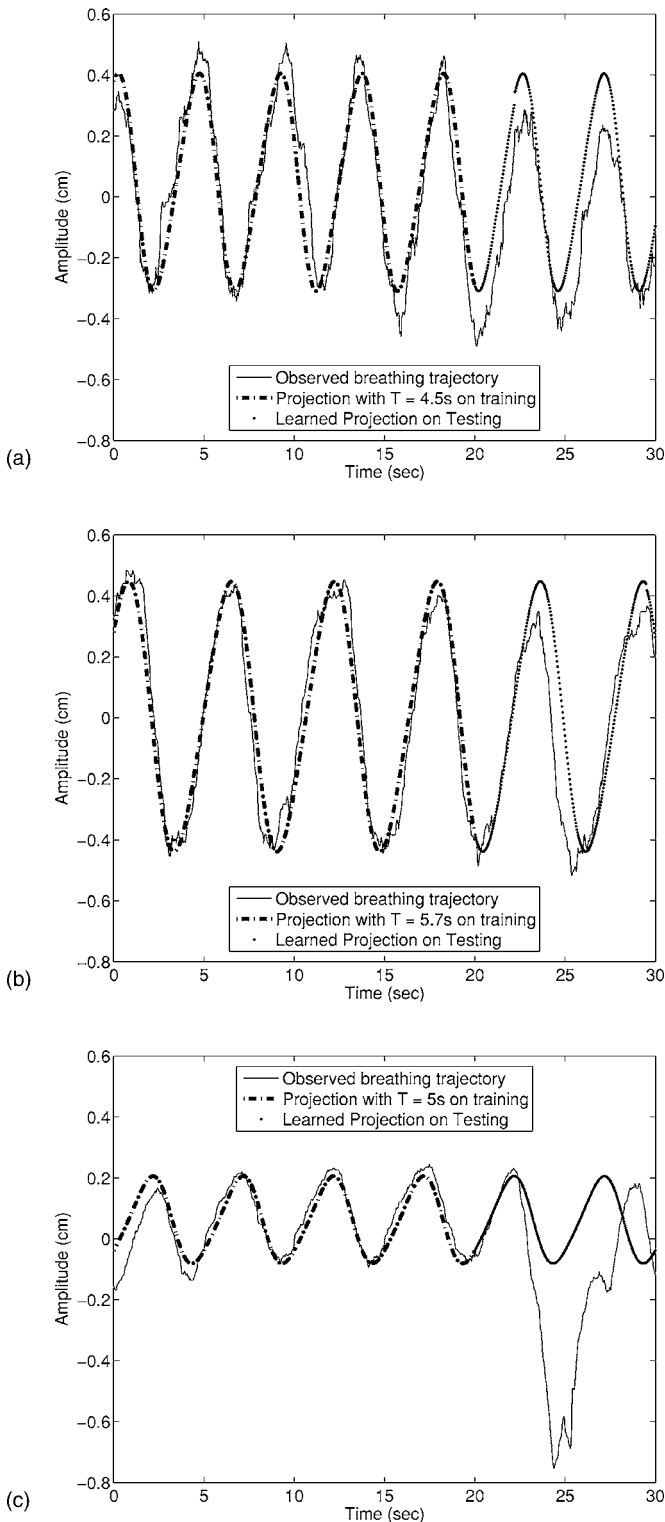 0.6
0.4
0.2
0
−0.2
−0.4
−0.6
−0.8
Amplitude (cm)
Observed breathing trajectory
Projection with T = 4.5s on training
Learned Projection on Testing
0 5 10 15 20 25 30
Time (sec)
(a)
0.6
0.4
0.2
0
−0.2
−0.4
−0.6
−0.8
Amplitude (cm)
Observed breathing trajectory
Projection with T = 5.7s on training
Learned Projection on Testing
0 5 10 15 20 25 30
Time (sec)
(b)
0.6
0.4
0.2
0
−0.2
−0.4
−0.6
−0.8
Amplitude (cm)
Observed breathing trajectory
Projection with T = 5s on training
Learned Projection on Testing
0 5 10 15 20 25 30
Time (sec)
(c)